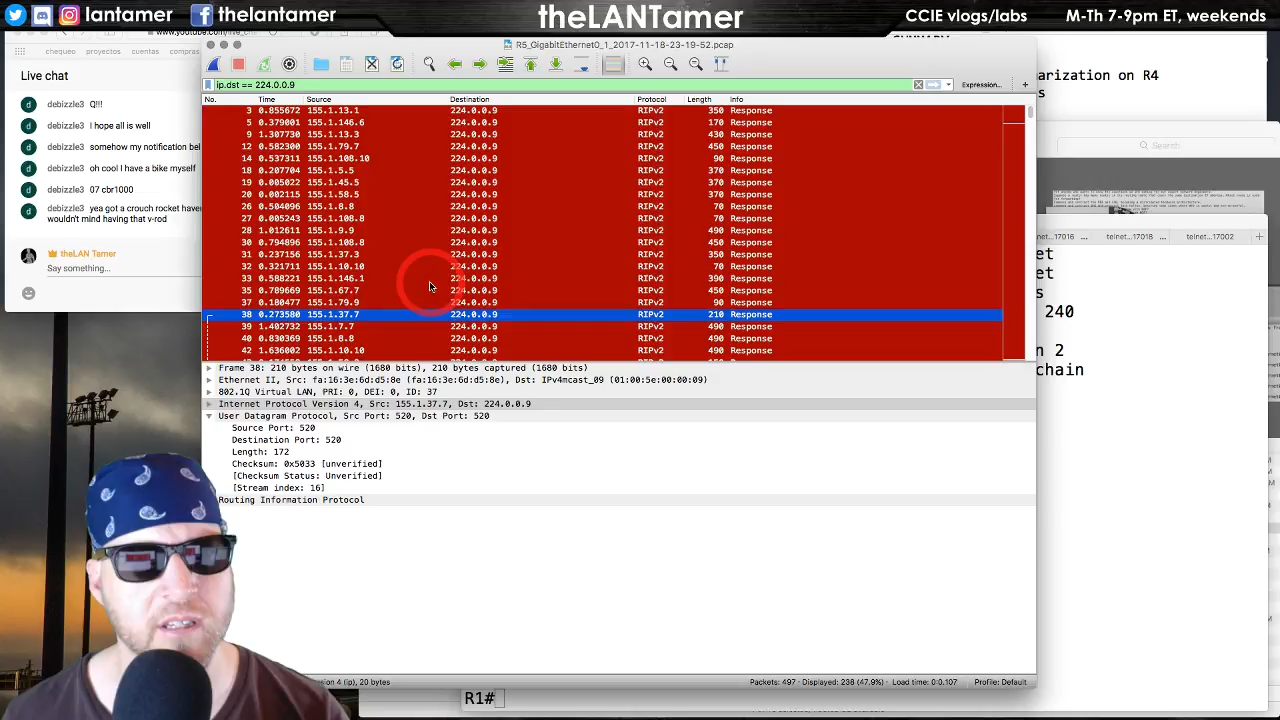 lantamer
thelantamer
theLANTamer
CCIE vlogs/labs
M-Th 7-9pm ET, weekends
chequeo proyectos cuentas compras
Live chat
debizzle3 Q!!!
debizzle3 I hope all is well
debizzle3 somehow my notification bel
debizzle3 oh cool I have a bike myself
debizzle3 07 cbr1000
debizzle3 ya got a couch rocket haven
wouldn't mind having that v-rod
theLAN Tamer
Say something...
R5_GigabitEthernet0_1_2017-11-18-23-19-52.pcap
ip.dst == 224.0.0.9
Expression...
+
No. Time Source Destination Protocol Length Info
3 0.855672 155.1.13.1 224.0.0.9 RIPv2 350 Response
5 0.379001 155.1.146.6 224.0.0.9 RIPv2 170 Response
9 1.307730 155.1.13.3 224.0.0.9 RIPv2 430 Response
12 0.582300 155.1.79.7 224.0.0.9 RIPv2 450 Response
14 0.537311 155.1.108.10 224.0.0.9 RIPv2 90 Response
18 0.207704 155.1.5.5 224.0.0.9 RIPv2 370 Response
19 0.005022 155.1.45.5 224.0.0.9 RIPv2 370 Response
20 0.002115 155.1.58.5 224.0.0.9 RIPv2 370 Response
26 0.504096 155.1.8.8 224.0.0.9 RIPv2 70 Response
27 0.005243 155.1.108.8 224.0.0.9 RIPv2 70 Response
28 1.012611 155.1.9.9 224.0.0.9 RIPv2 490 Response
30 0.794896 155.1.108.8 224.0.0.9 RIPv2 450 Response
31 0.237156 155.1.37.3 224.0.0.9 RIPv2 450 Response
32 0.321711 155.1.10.10 224.0.0.9 RIPv2 70 Response
33 0.588221 155.1.146.1 224.0.0.9 RIPv2 390 Response
35 0.789669 155.1.67.7 224.0.0.9 RIPv2 450 Response
37 0.180477 155.1.79.9 224.0.0.9 RIPv2 90 Response
38 0.273580 155.1.37.7 224.0.0.9 RIPv2 210 Response
39 1.402732 155.1.7.7 224.0.0.9 RIPv2 490 Response
40 0.830369 155.1.8.8 224.0.0.9 RIPv2 490 Response
42 1.636002 155.1.10.10 224.0.0.9 RIPv2 490 Response
Frame 38: 210 bytes on wire (1680 bits), 210 bytes captured (1680 bits)
Ethernet II, Src: fa:16:3e:6d:d5:8e (fa:16:3e:6d:d5:8e), Dst: IPv4mcast_09 (01:00:5e:00:00:09)
802.1Q Virtual LAN, PRI: 0, DEI: 0, ID: 37
Internet Protocol Version 4, Src: 155.1.37.7, Dst: 224.0.0.9
User Datagram Protocol, Src Port: 520, Dst Port: 520
Source Port: 520
Destination Port: 520
Length: 172
Checksum: 0x5033 [unverified]
[Checksum Status: Unverified]
[Stream index: 16]
Routing Information Protocol
rsion 4 (ip), 20 bytes
Packets: 497 · Displayed: 238 (47.9%) · Load time: 0:0.107
Profile: Default
R1#
arization on R4
s
Search
telnet...17016
telnet...17018
telnet...17002
+
et
et
s
240
n 2
chain